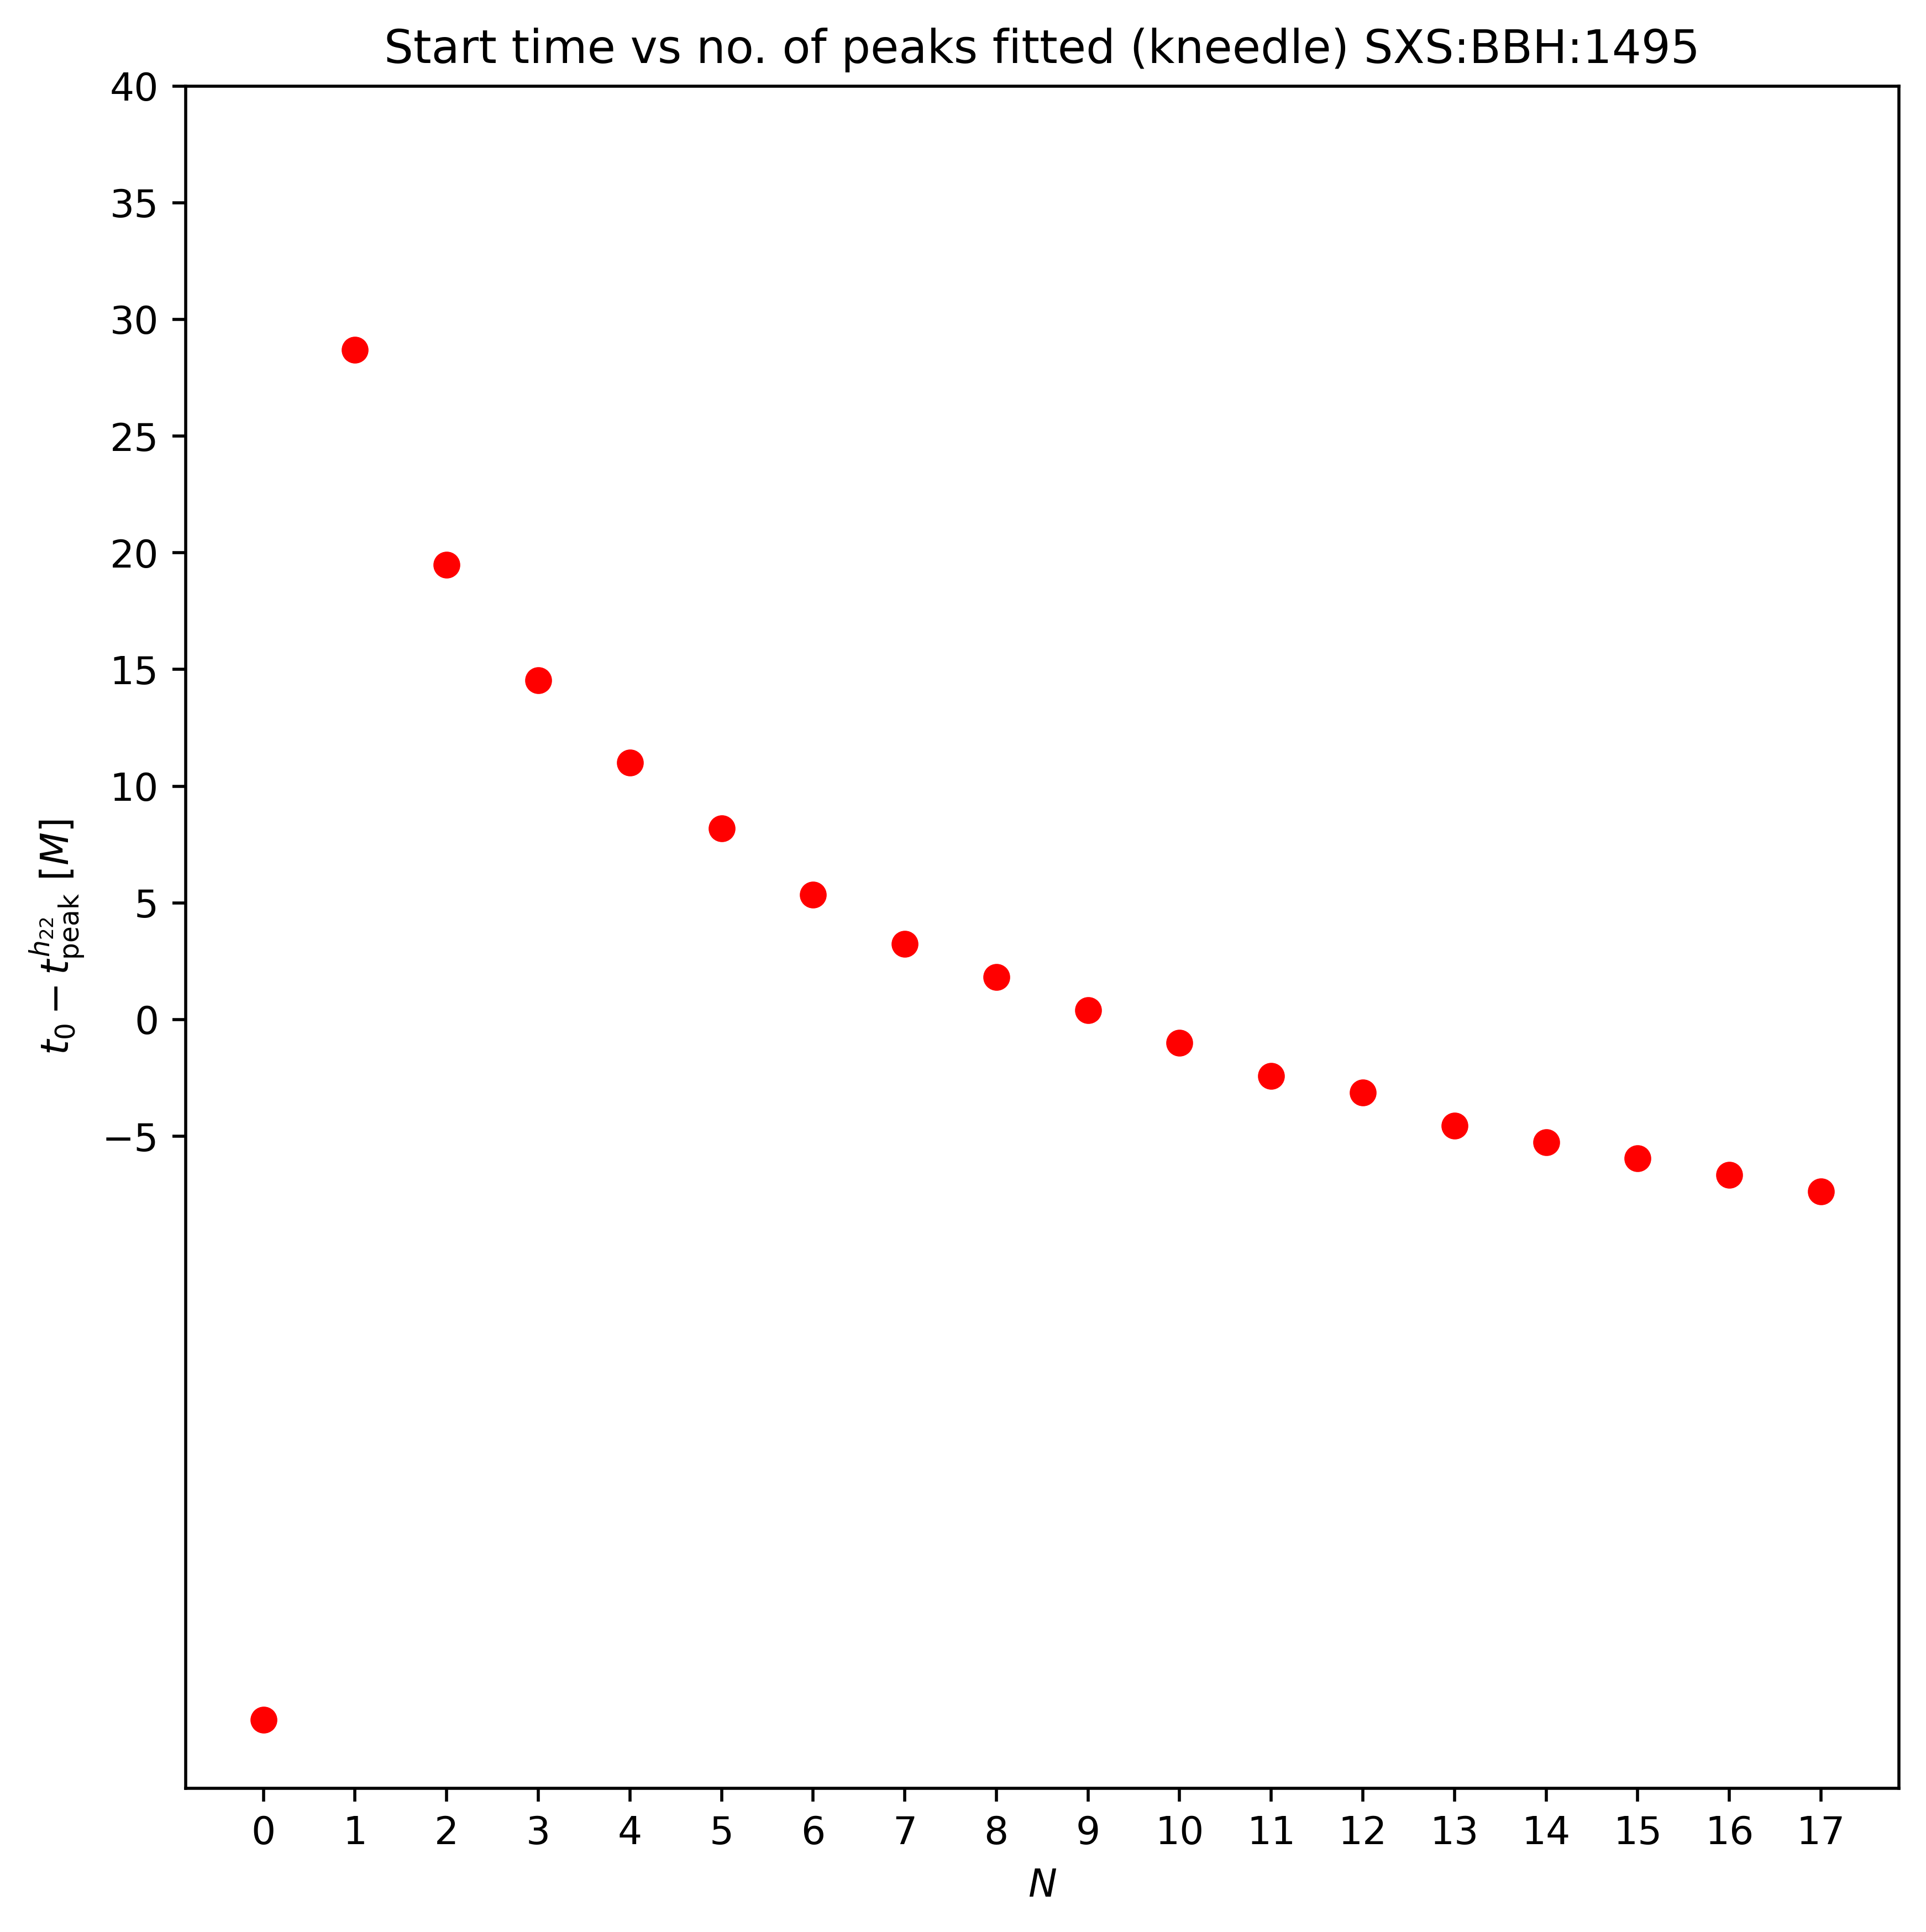 Start time vs no. of peaks fitted (kneedle) SXS:BBH:1495
40
35
30
25
20
15
10
5
0
−5
t₀ − t_peak^{h₂₂} [M]
0 1 2 3 4 5 6 7 8 9 10 11 12 13 14 15 16 17
N